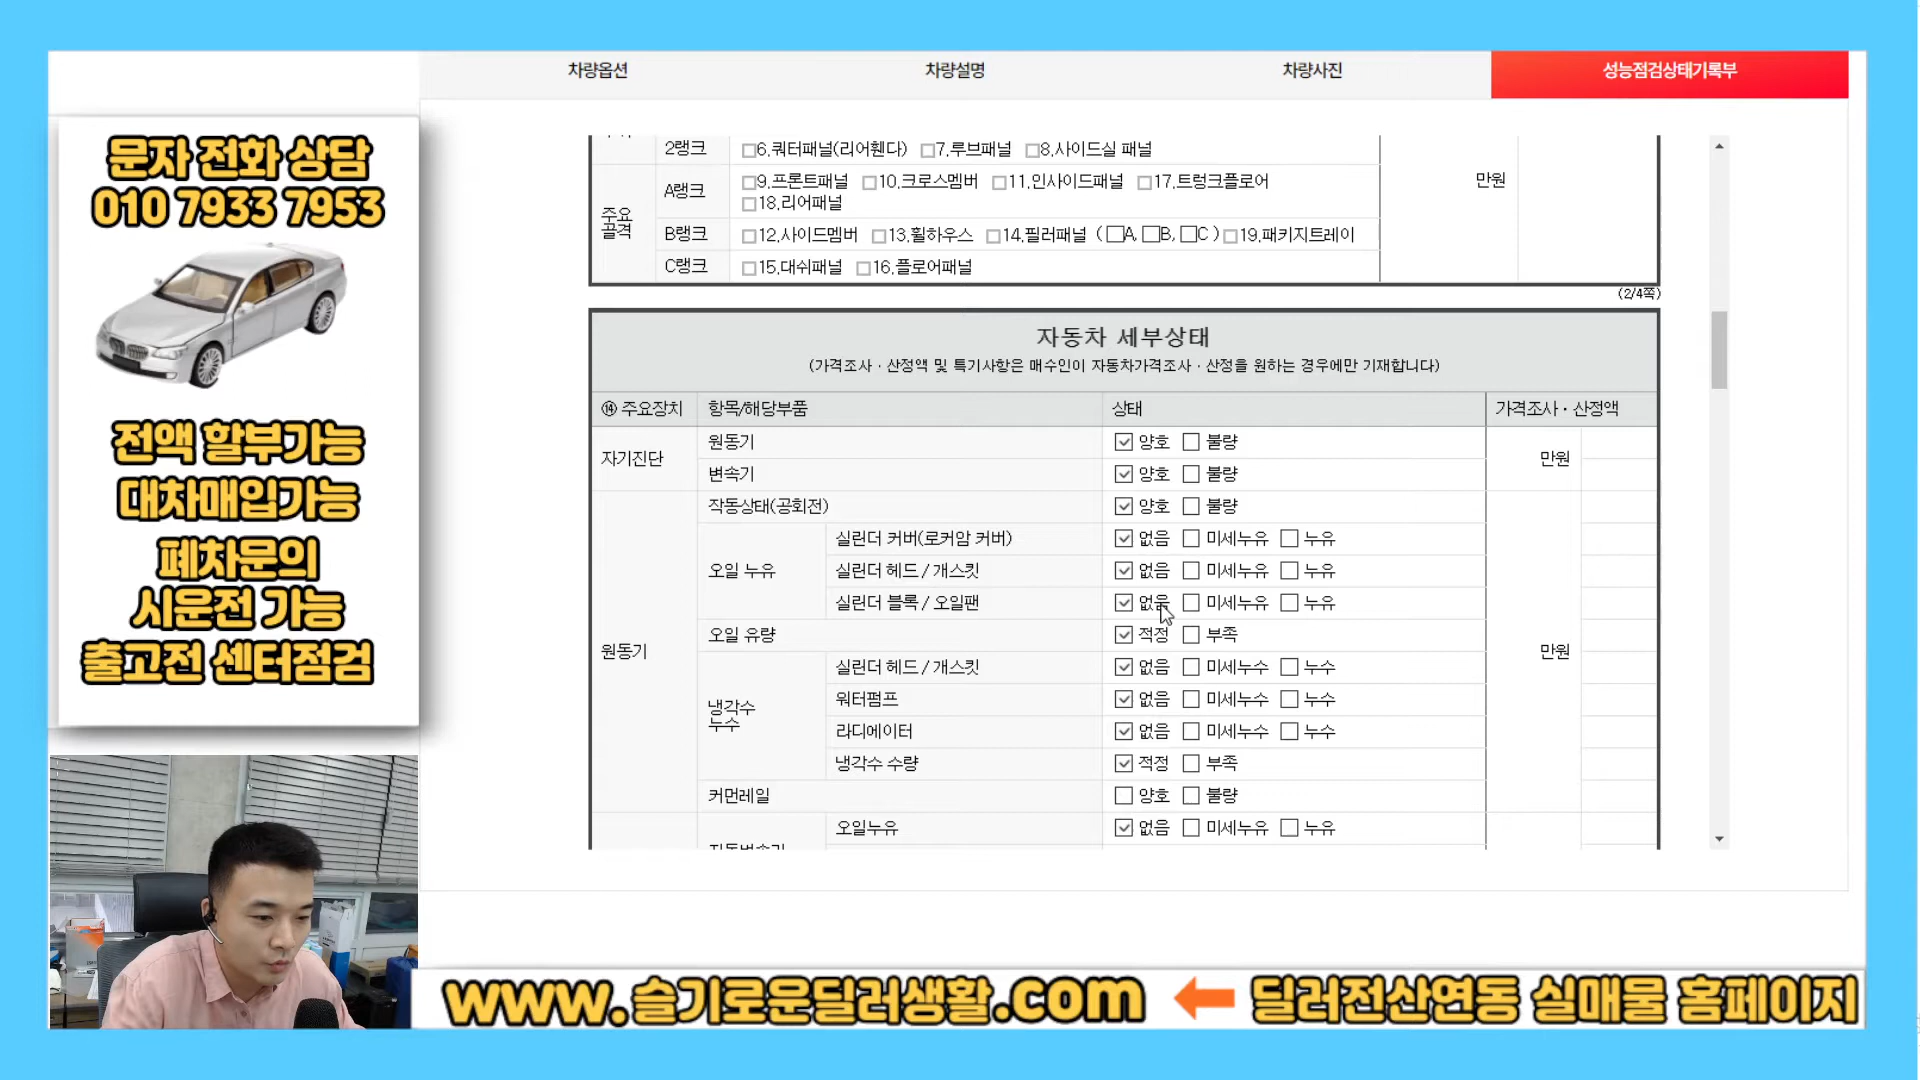 차량옵션 차량설명 차량사진 성능점검상태기록부
문자 전화 상담
010 7933 7953
전액 할부가능
대차매입가능
폐차문의
시운전 가능
출고전 센터점검
2랭크 6.쿼터패널(리어휀다) 7.루브패널 8.사이드실 패널
주요
골격
A랭크 9.프론트패널 10.크로스멤버 11.인사이드패널 17.트렁크플로어
18.리어패널
만원
B랭크 12.사이드멤버 13.휠하우스 14.필러패널 ( A, B, C ) 19.패키지트레이
C랭크 15.대쉬패널 16.플로어패널
(2/4쪽)
자동차 세부상태
(가격조사 · 산정액 및 특기사항은 매수인이 자동차가격조사 · 산정을 원하는 경우에만 기재합니다)
⑭ 주요장치 항목/해당부품 상태 가격조사 · 산정액
자기진단 원동기 양호 불량 만원
변속기 양호 불량
원동기 작동상태(공회전) 양호 불량 만원
오일 누유 실린더 커버(로커암 커버) 없음 미세누유 누유
실린더 헤드 / 개스킷 없음 미세누유 누유
실린더 블록 / 오일팬 없음 미세누유 누유
오일 유량 적정 부족
냉각수
누수
실린더 헤드 / 개스킷 없음 미세누수 누수
워터펌프 없음 미세누수 누수
라디에이터 없음 미세누수 누수
냉각수 수량 적정 부족
커먼레일 양호 불량
오일누유 없음 미세누유 누유
www.슬기로운딜러생활.com ← 딜러전산연동 실매물 홈페이지